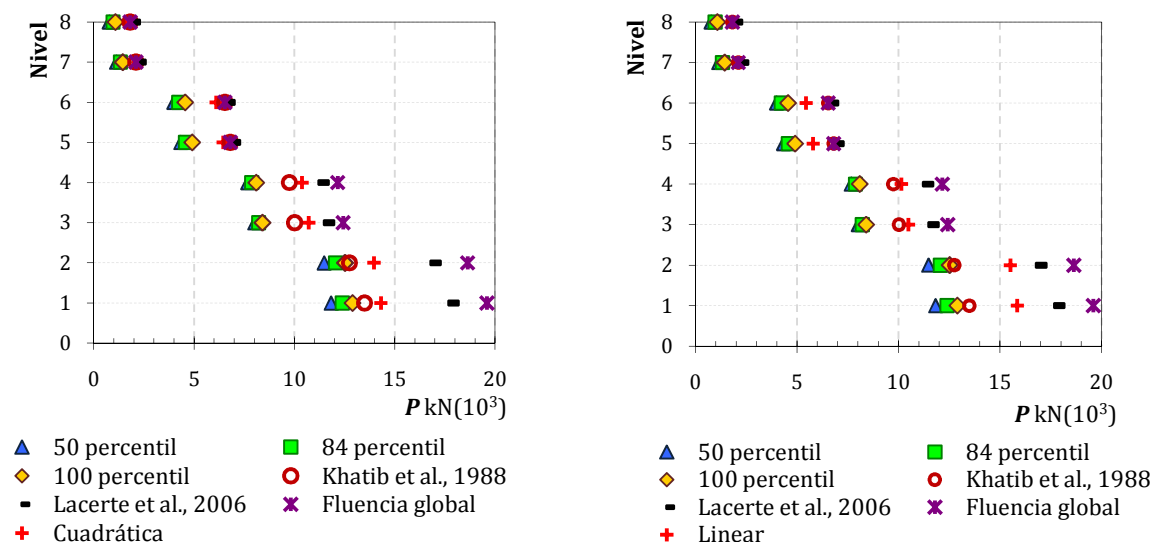 Nivel
8
7
6
5
4
3
2
1
0
0 5 10 15 20
P kN(10³)
50 percentil 84 percentil
100 percentil Khatib et al., 1988
Lacerte et al., 2006 Fluencia global
Cuadrática
Nivel
8
7
6
5
4
3
2
1
0
0 5 10 15 20
P kN(10³)
50 percentil 84 percentil
100 percentil Khatib et al., 1988
Lacerte et al., 2006 Fluencia global
Linear